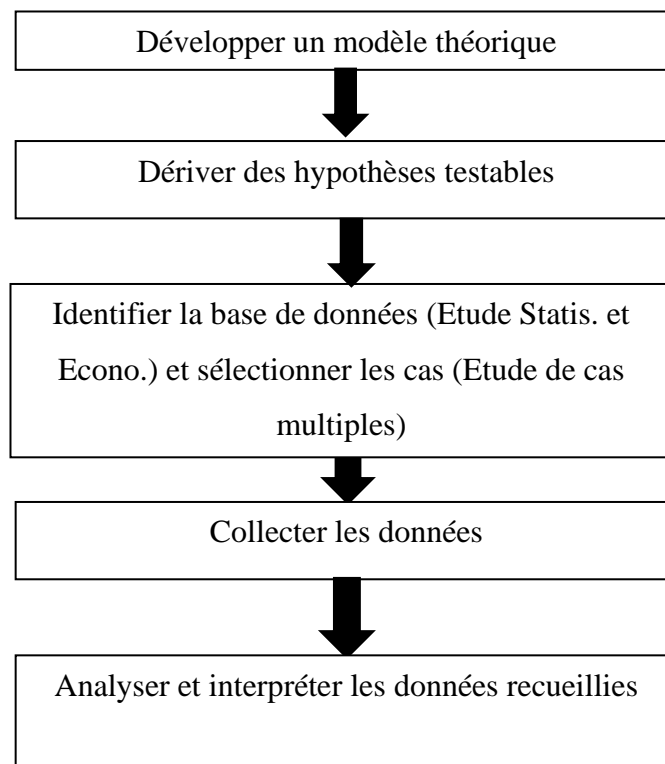 Développer un modèle théorique
Dériver des hypothèses testables
Identifier la base de données (Etude Statis. et
Econo.) et sélectionner les cas (Etude de cas
multiples)
Collecter les données
Analyser et interpréter les données recueillies